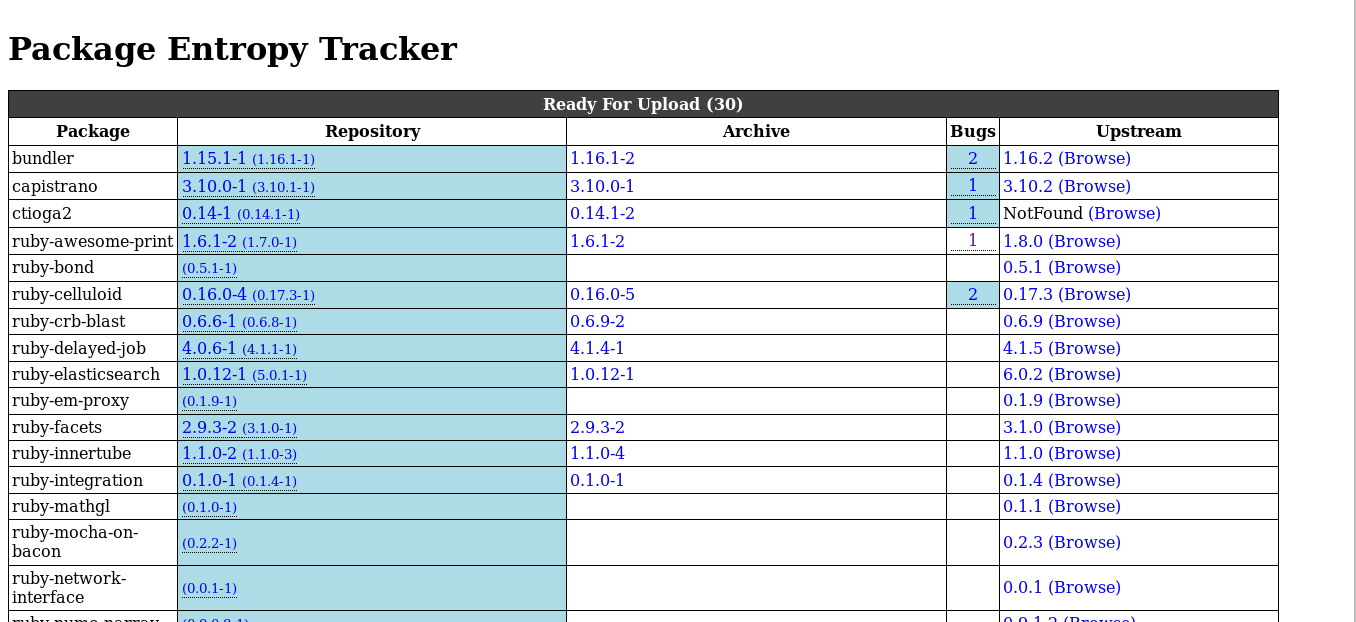 Package Entropy Tracker
Ready For Upload (30)
Package Repository Archive Bugs Upstream
bundler 1.15.1-1 (1.16.1-1) 1.16.1-2 2 1.16.2 (Browse)
capistrano 3.10.0-1 (3.10.1-1) 3.10.0-1 1 3.10.2 (Browse)
ctioga2 0.14-1 (0.14.1-1) 0.14.1-2 1 NotFound (Browse)
ruby-awesome-print 1.6.1-2 (1.7.0-1) 1.6.1-2 1 1.8.0 (Browse)
ruby-bond (0.5.1-1) 0.5.1 (Browse)
ruby-celluloid 0.16.0-4 (0.17.3-1) 0.16.0-5 2 0.17.3 (Browse)
ruby-crb-blast 0.6.6-1 (0.6.8-1) 0.6.9-2 0.6.9 (Browse)
ruby-delayed-job 4.0.6-1 (4.1.1-1) 4.1.4-1 4.1.5 (Browse)
ruby-elasticsearch 1.0.12-1 (5.0.1-1) 1.0.12-1 6.0.2 (Browse)
ruby-em-proxy (0.1.9-1) 0.1.9 (Browse)
ruby-facets 2.9.3-2 (3.1.0-1) 2.9.3-2 3.1.0 (Browse)
ruby-innertube 1.1.0-2 (1.1.0-3) 1.1.0-4 1.1.0 (Browse)
ruby-integration 0.1.0-1 (0.1.4-1) 0.1.0-1 0.1.4 (Browse)
ruby-mathgl (0.1.0-1) 0.1.1 (Browse)
ruby-mocha-on-
bacon (0.2.2-1) 0.2.3 (Browse)
ruby-network-
interface (0.0.1-1) 0.0.1 (Browse)